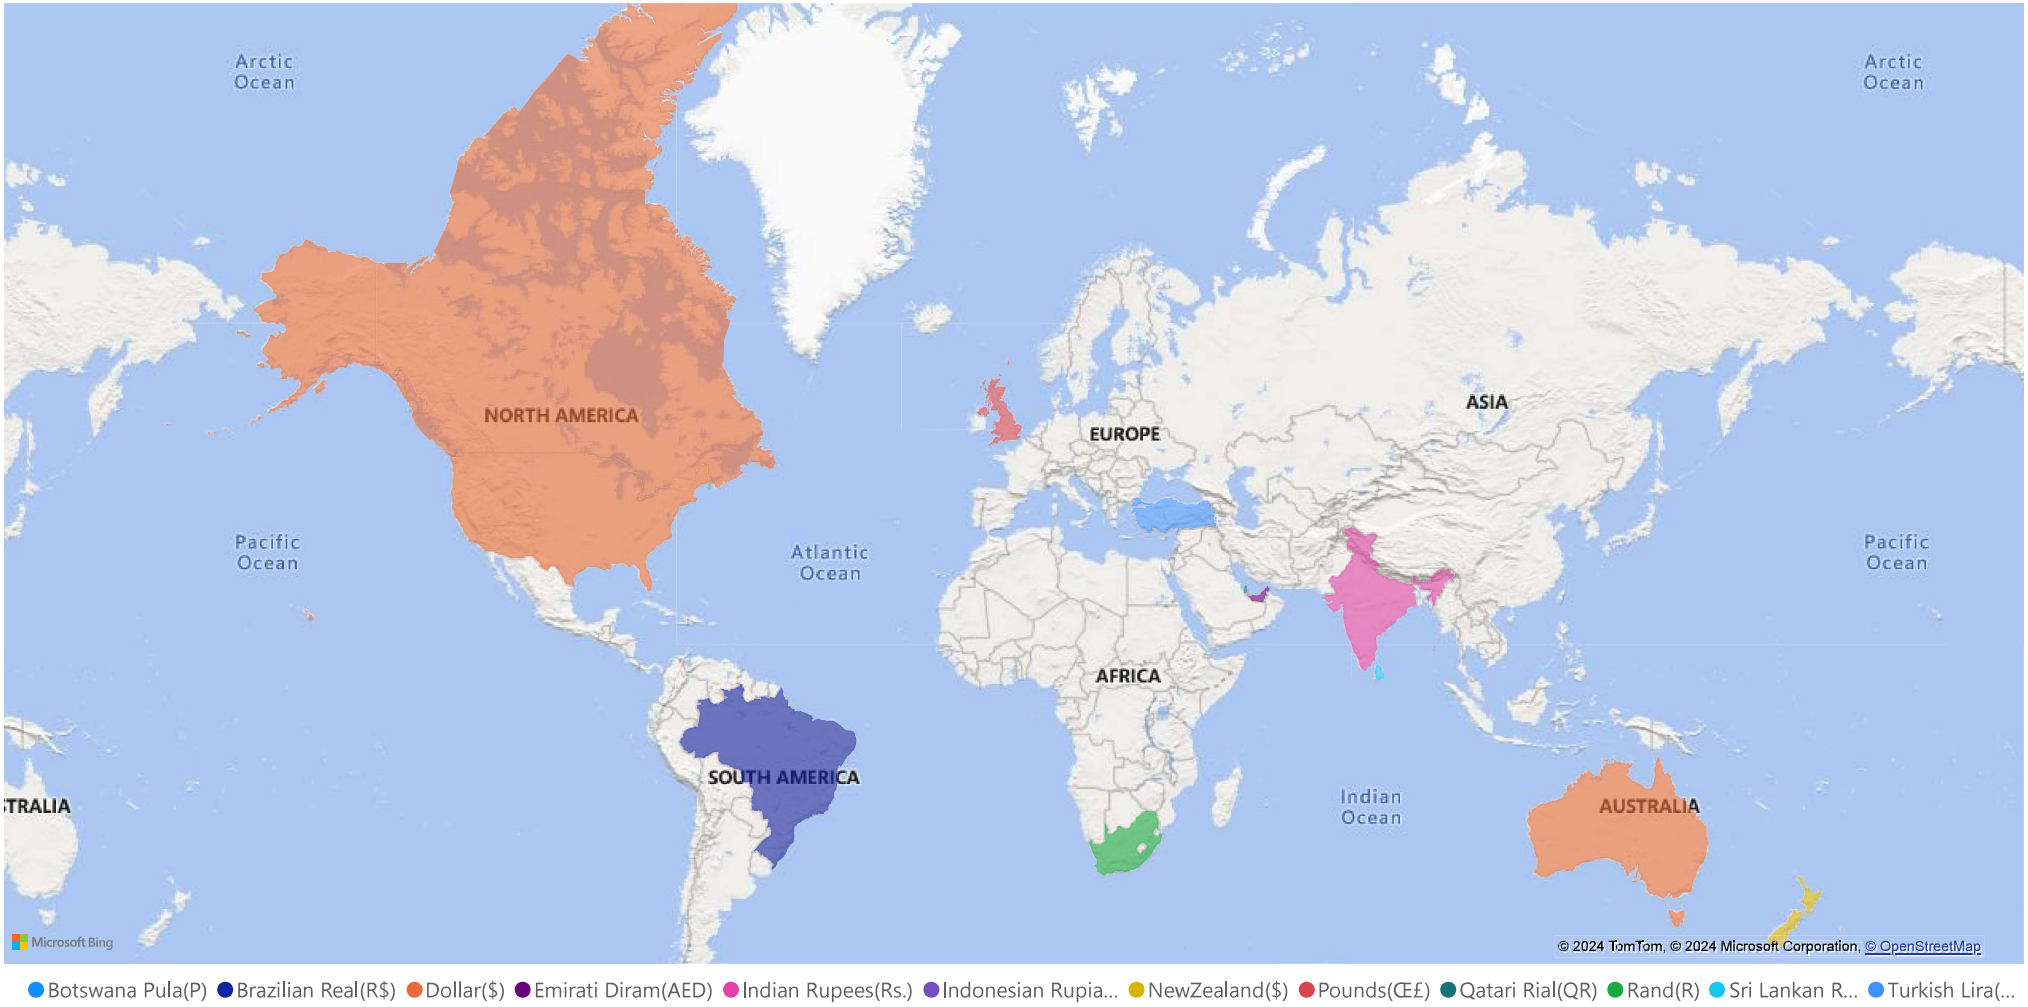 Arctic
Ocean
Arctic
Ocean
NORTH AMERICA
ASIA
EUROPE
Pacific
Ocean
Atlantic
Ocean
Pacific
Ocean
AFRICA
SOUTH AMERICA
Indian
Ocean
STRALIA
AUSTRALIA
Microsoft Bing
© 2024 TomTom, © 2024 Microsoft Corporation, © OpenStreetMap
Botswana Pula(P) Brazilian Real(R$) Dollar($) Emirati Diram(AED) Indian Rupees(Rs.) Indonesian Rupia... NewZealand($) Pounds(Œ£) Qatari Rial(QR) Rand(R) Sri Lankan R... Turkish Lira(...